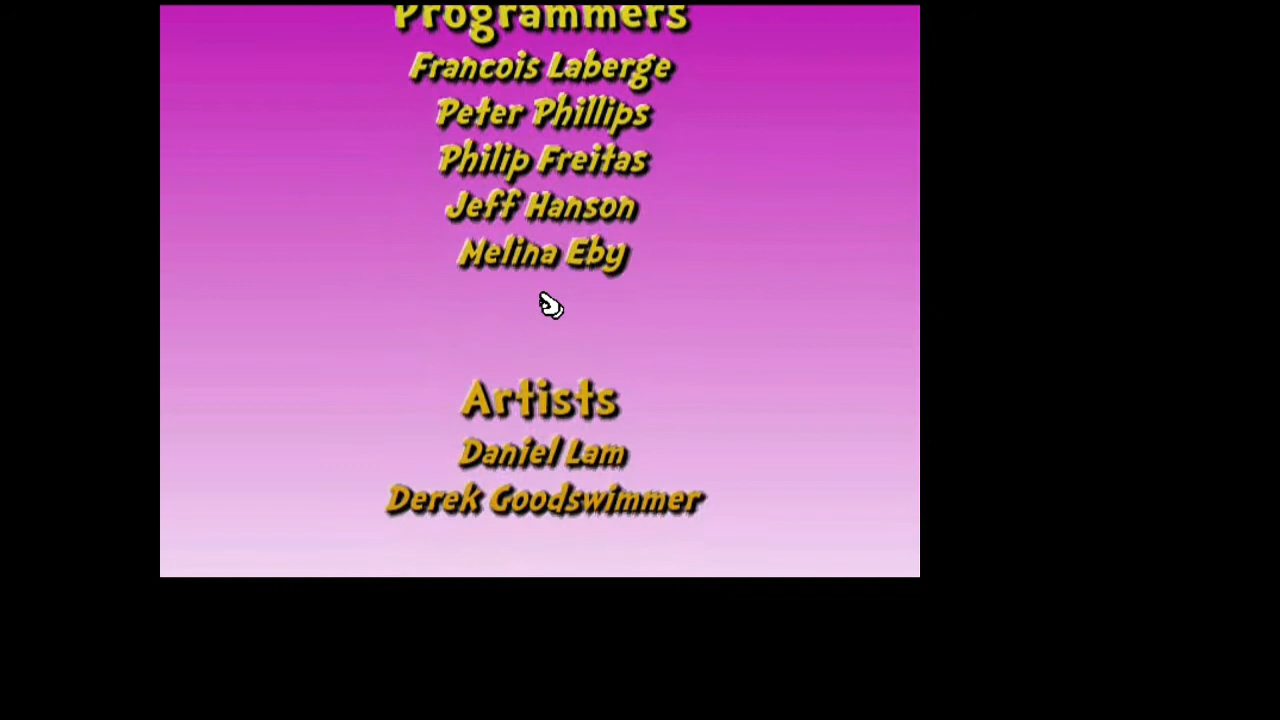 Programmers
Francois Laberge
Peter Phillips
Philip Freitas
Jeff Hanson
Melina Eby
Artists
Daniel Lam
Derek Goodswimmer